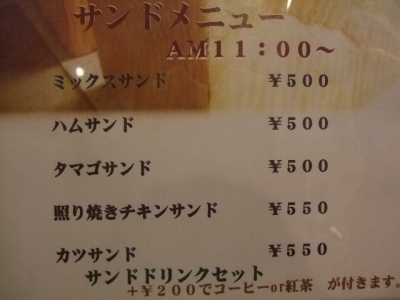 サンドメニュー
AM11：00～
ミックスサンド ￥500
ハムサンド ￥500
タマゴサンド ￥500
照り焼きチキンサンド ￥550
カツサンド ￥550
サンドドリンクセット
+￥200でコーヒーor紅茶 が付きます。